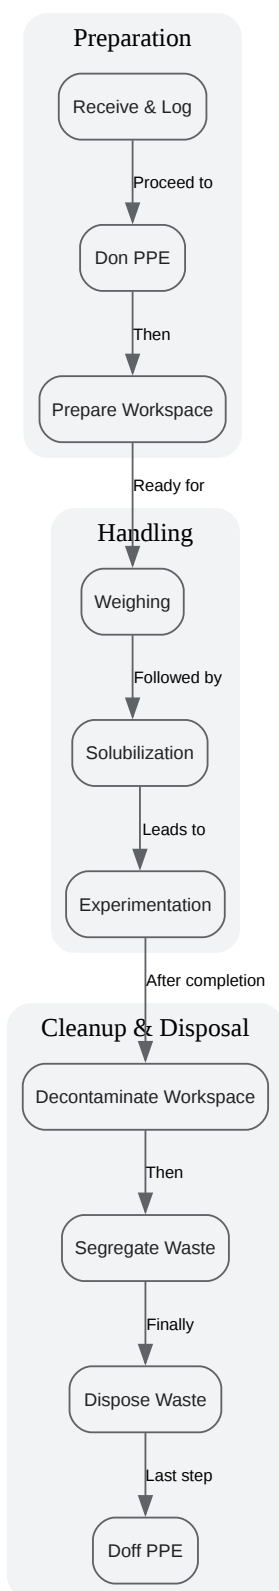 Preparation
Receive & Log
Proceed to
Don PPE
Then
Prepare Workspace
Ready for
Handling
Weighing
Followed by
Solubilization
Leads to
Experimentation
After completion
Cleanup & Disposal
Decontaminate Workspace
Then
Segregate Waste
Finally
Dispose Waste
Last step
Doff PPE